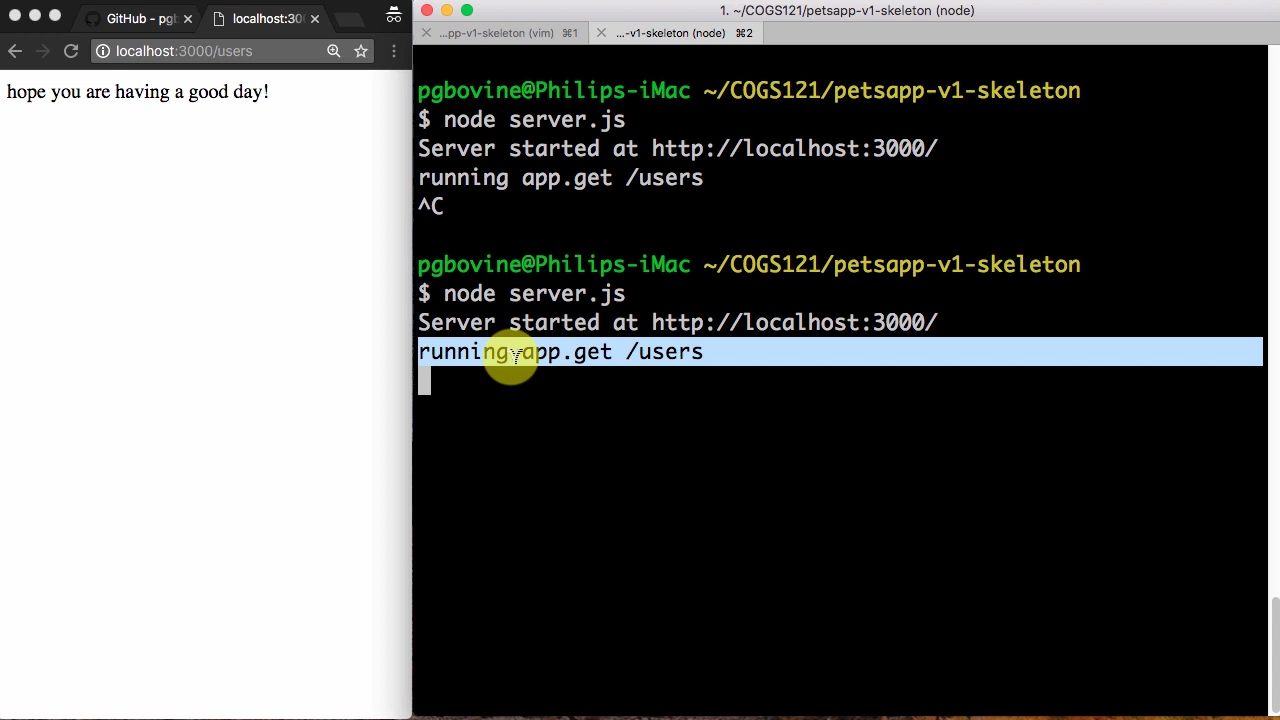 GitHub - pgb
localhost:300
localhost:3000/users
hope you are having a good day!
1. ~/COGS121/petsapp-v1-skeleton (node)
...pp-v1-skeleton (vim) ⌘1
...-v1-skeleton (node) ⌘2
pgbovine@Philips-iMac ~/COGS121/petsapp-v1-skeleton
$ node server.js
Server started at http://localhost:3000/
running app.get /users
^C
pgbovine@Philips-iMac ~/COGS121/petsapp-v1-skeleton
$ node server.js
Server started at http://localhost:3000/
running app.get /users